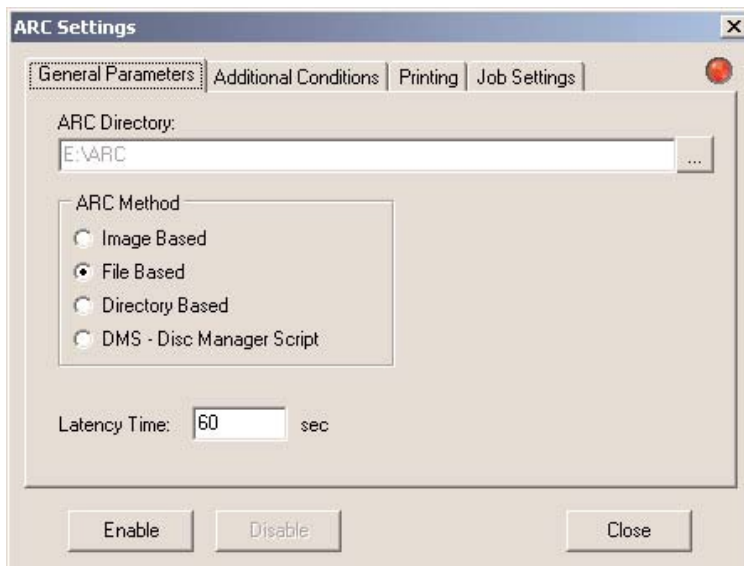 ARC Settings
General Parameters Additional Conditions Printing Job Settings
ARC Directory:
E:\ARC ...
ARC Method
Image Based
File Based
Directory Based
DMS - Disc Manager Script
Latency Time: 60 sec
Enable Disable Close